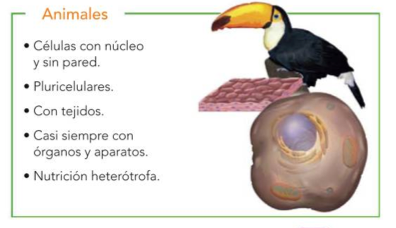 Animales
• Células con núcleo
y sin pared.
• Pluricelulares.
• Con tejidos.
• Casi siempre con
órganos y aparatos.
• Nutrición heterótrofa.